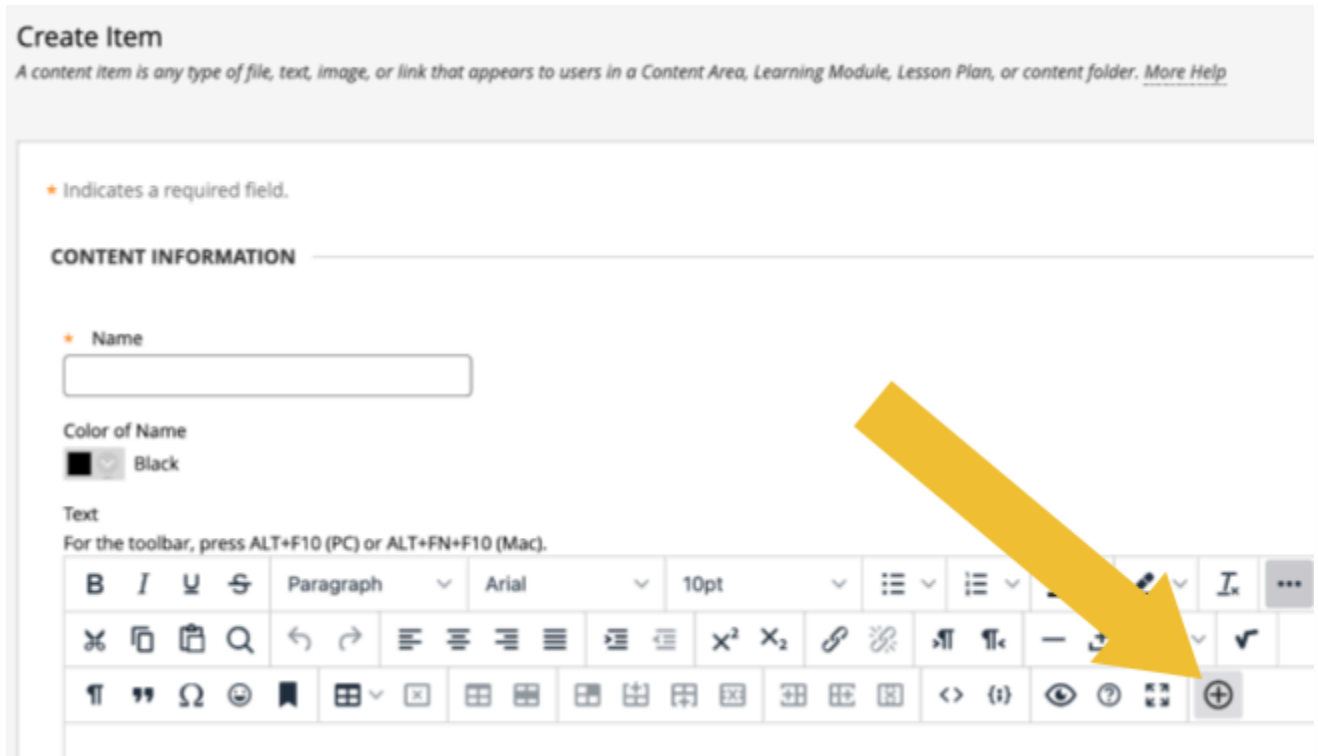 Create Item
A content item is any type of file, text, image, or link that appears to users in a Content Area, Learning Module, Lesson Plan, or content folder. More Help
* Indicates a required field.
CONTENT INFORMATION
* Name
Color of Name
Black
Text
For the toolbar, press ALT+F10 (PC) or ALT+FN+F10 (Mac).
B I U S Paragraph Arial 10pt